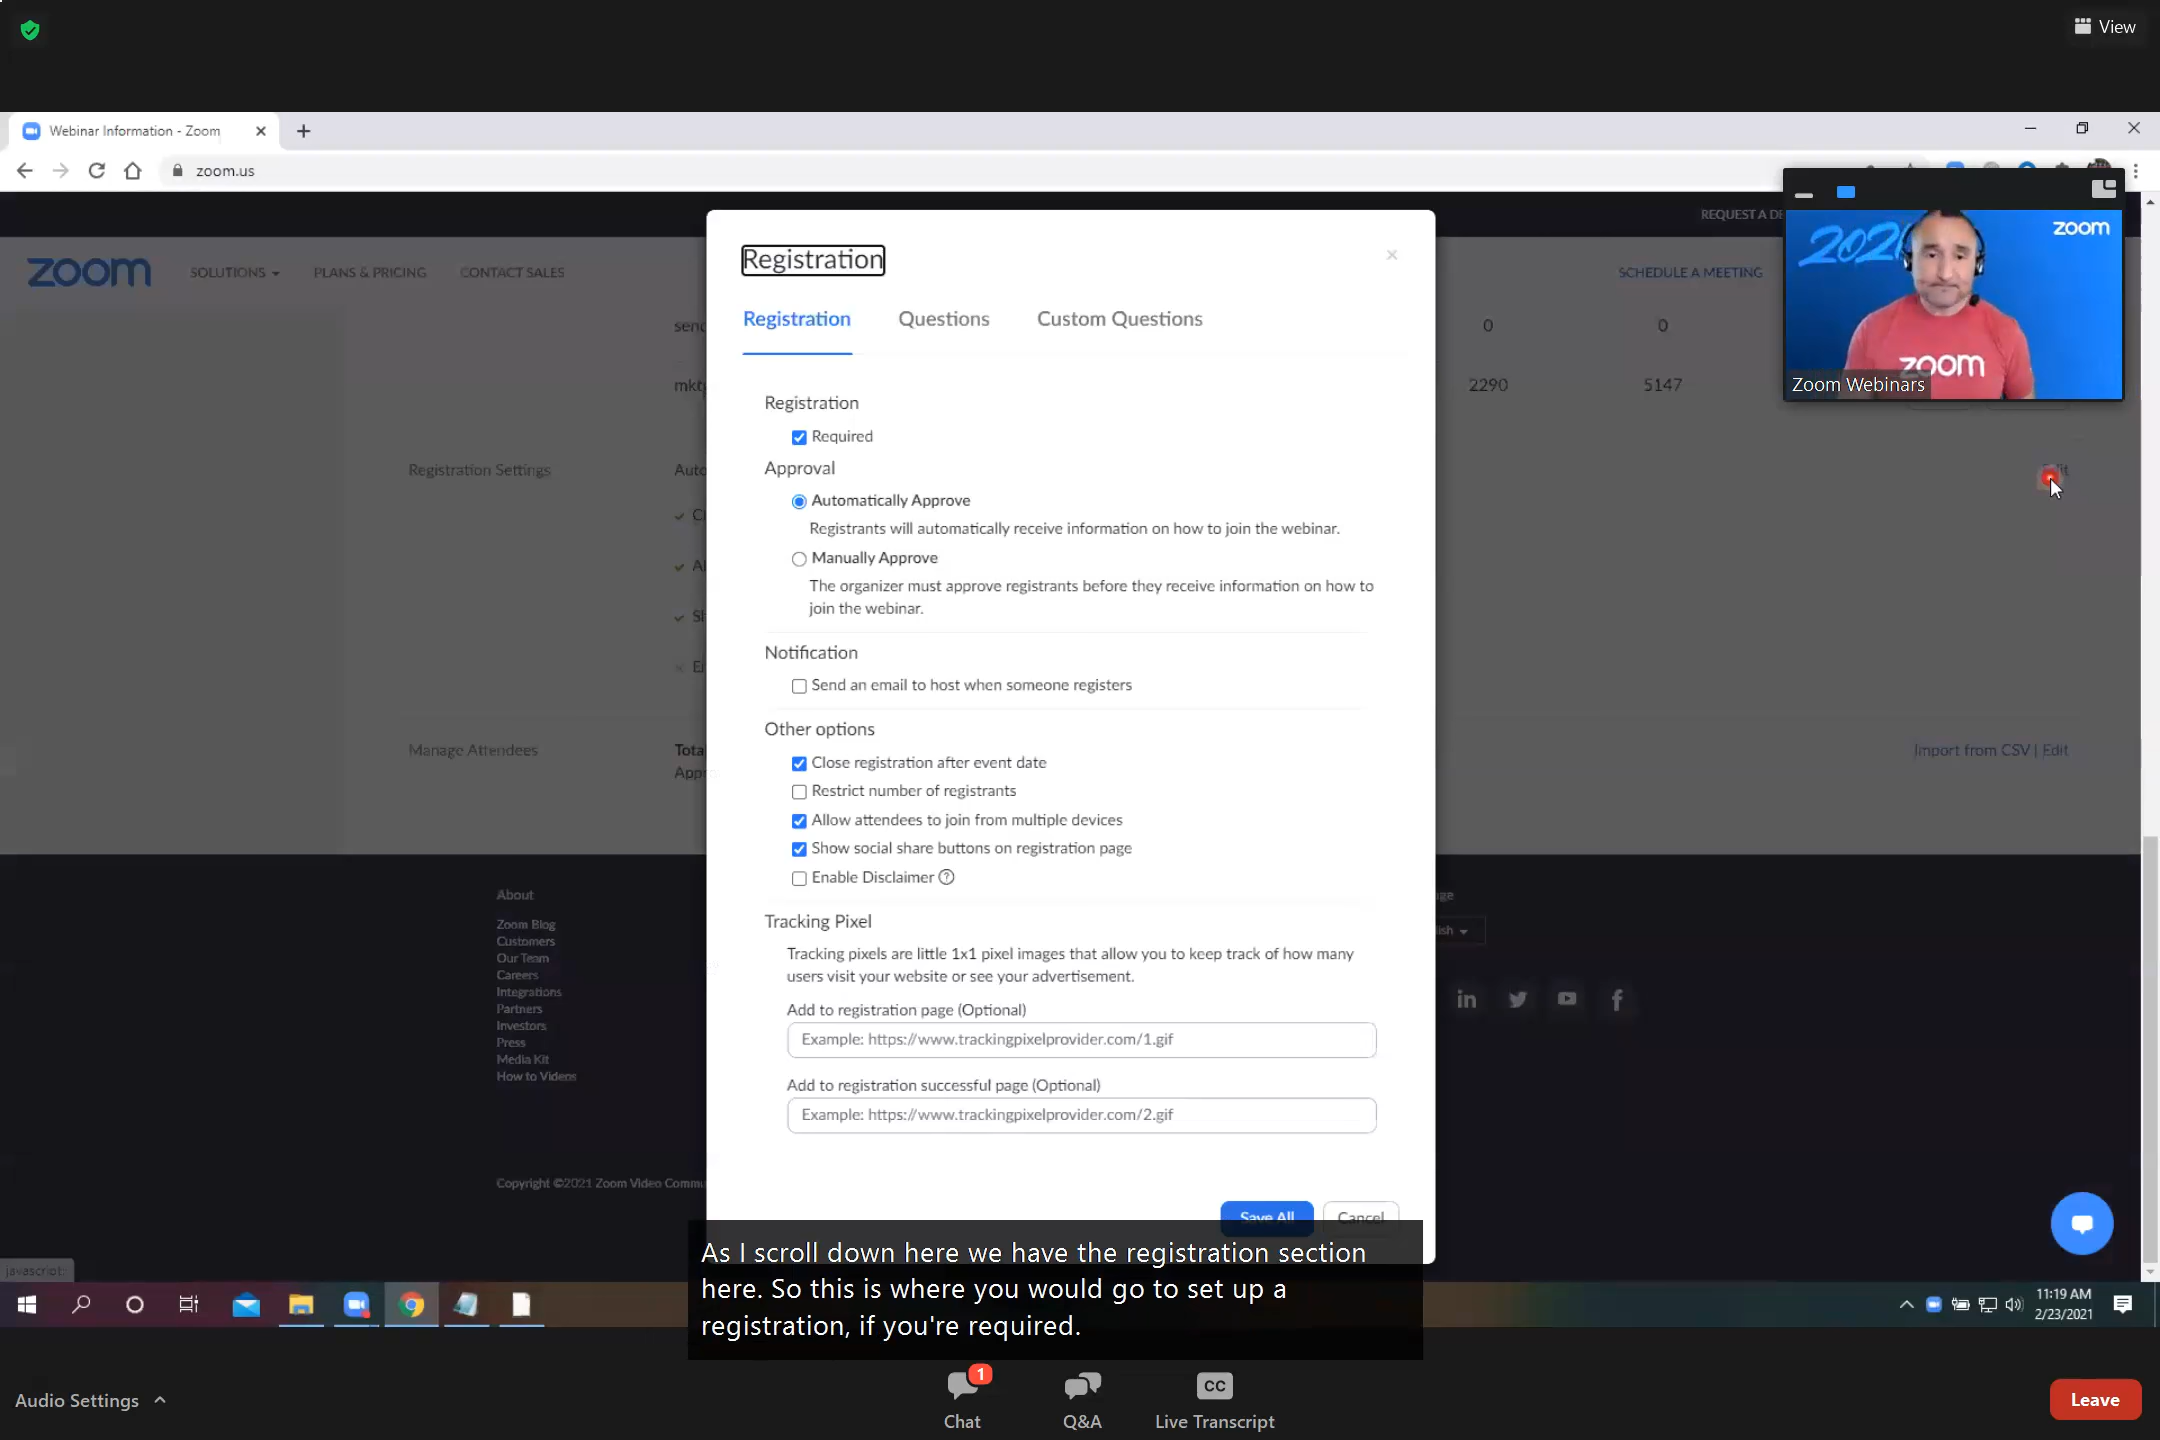 View
Webinar Information - Zoom
zoom.us
REQUEST A DE
zoom
SOLUTIONS
PLANS & PRICING
CONTACT SALES
SCHEDULE A MEETING
Registration
Registration
Questions
Custom Questions
zoom
zoom
Zoom Webinars
0
0
2290
5147
Registration
Required
Registration Settings
Approval
Automatically Approve
Registrants will automatically receive information on how to join the webinar.
Manually Approve
The organizer must approve registrants before they receive information on how to
join the webinar.
Notification
Send an email to host when someone registers
Other options
Manage Attendees
Import from CSV | Edit
Close registration after event date
Restrict number of registrants
Allow attendees to join from multiple devices
Show social share buttons on registration page
Enable Disclaimer
Tracking Pixel
Tracking pixels are little 1x1 pixel images that allow you to keep track of how many
users visit your website or see your advertisement.
Add to registration page (Optional)
Example: https://www.trackingpixelprovider.com/1.gif
Add to registration successful page (Optional)
Example: https://www.trackingpixelprovider.com/2.gif
Save All
Cancel
About
Zoom Blog
Customers
Our Team
Careers
Integrations
Partners
Investors
Press
Media Kit
How to Videos
Copyright ©2021 Zoom Video Commu
javascript:
As I scroll down here we have the registration section
here. So this is where you would go to set up a
registration, if you're required.
11:19 AM
2/23/2021
Audio Settings
1
Chat
Q&A
CC
Live Transcript
Leave